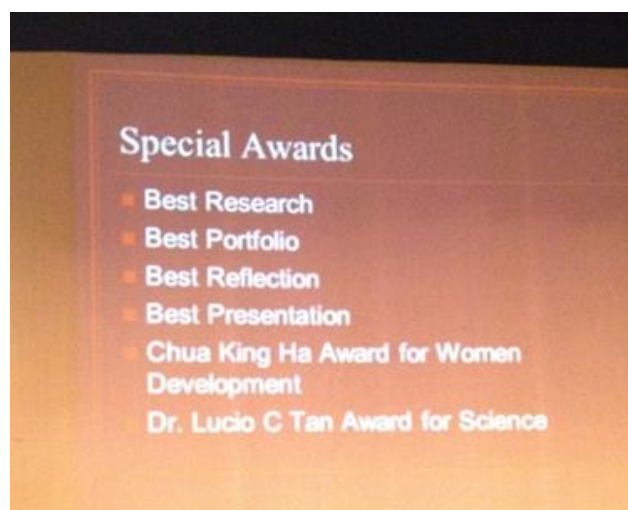 Special Awards
Best Research
Best Portfolio
Best Reflection
Best Presentation
Chua King Ha Award for Women
Development
Dr. Lucio C Tan Award for Science